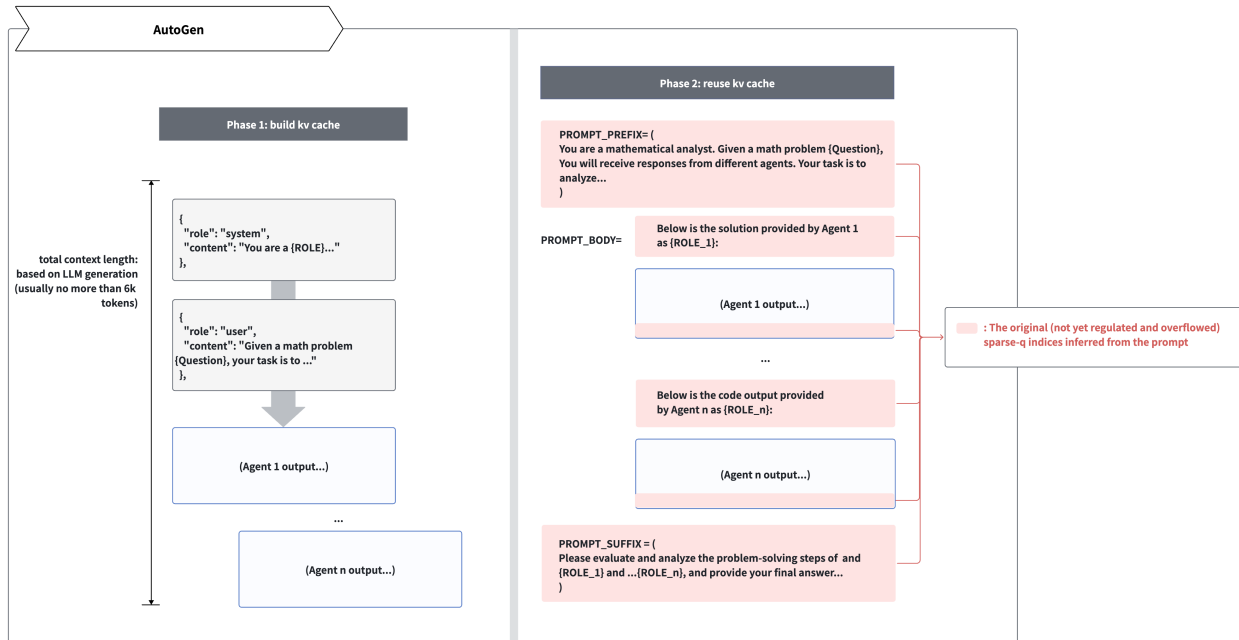 AutoGen
Phase 1: build kv cache
total context length:
based on LLM generation
(usually no more than 6k
tokens)
{
"role": "system",
"content": "You are a {ROLE}..."
},
{
"role": "user",
"content": "Given a math problem
{Question}, your task is to ..."
},
(Agent 1 output...)
...
(Agent n output...)
Phase 2: reuse kv cache
PROMPT_PREFIX= (
You are a mathematical analyst. Given a math problem {Question},
You will receive responses from different agents. Your task is to
analyze...
)
PROMPT_BODY=
Below is the solution provided by Agent 1
as {ROLE_1}:
(Agent 1 output...)
...
Below is the code output provided
by Agent n as {ROLE_n}:
(Agent n output...)
PROMPT_SUFFIX = (
Please evaluate and analyze the problem-solving steps of and
{ROLE_1} and ...{ROLE_n}, and provide your final answer...
)
: The original (not yet regulated and overflowed)
sparse-q indices inferred from the prompt